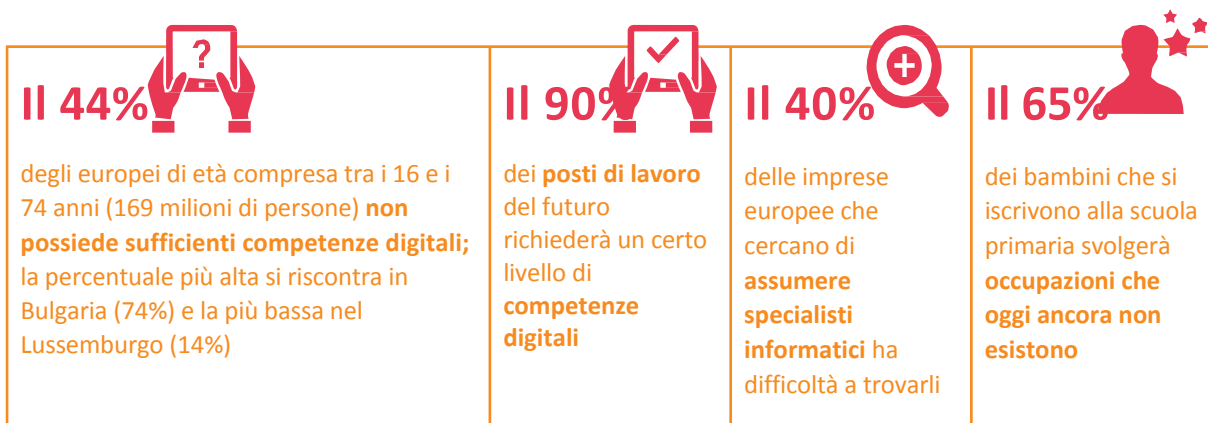 Il 44%
degli europei di età compresa tra i 16 e i
74 anni (169 milioni di persone) non
possiede sufficienti competenze digitali;
la percentuale più alta si riscontra in
Bulgaria (74%) e la più bassa nel
Lussemburgo (14%)
Il 90%
dei posti di lavoro
del futuro
richiederà un certo
livello di
competenze
digitali
Il 40%
delle imprese
europee che
cercano di
assumere
specialisti
informatici ha
difficoltà a trovarli
Il 65%
dei bambini che si
iscrivono alla scuola
primaria svolgerà
occupazioni che
oggi ancora non
esistono